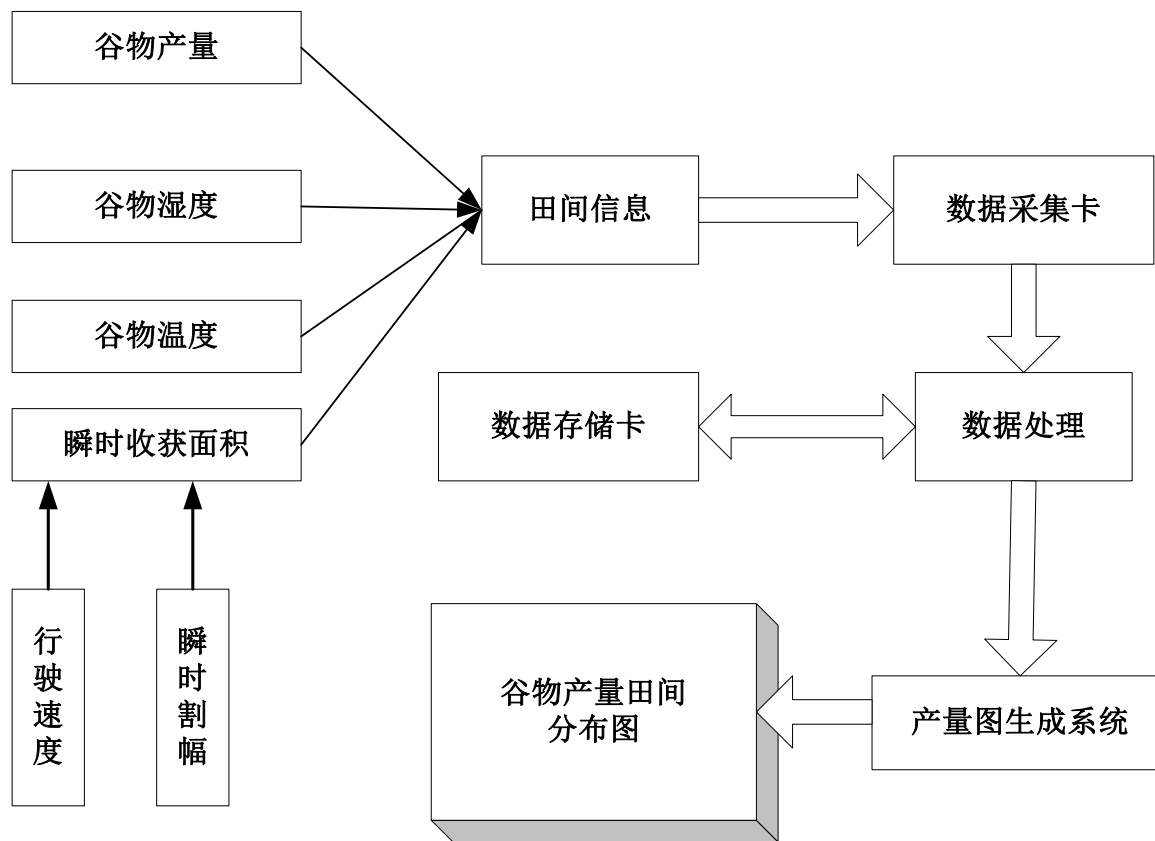 谷物产量
谷物湿度
田间信息
数据采集卡
谷物温度
瞬时收获面积
数据存储卡
数据处理
行驶速度
瞬时割幅
谷物产量田间
分布图
产量图生成系统